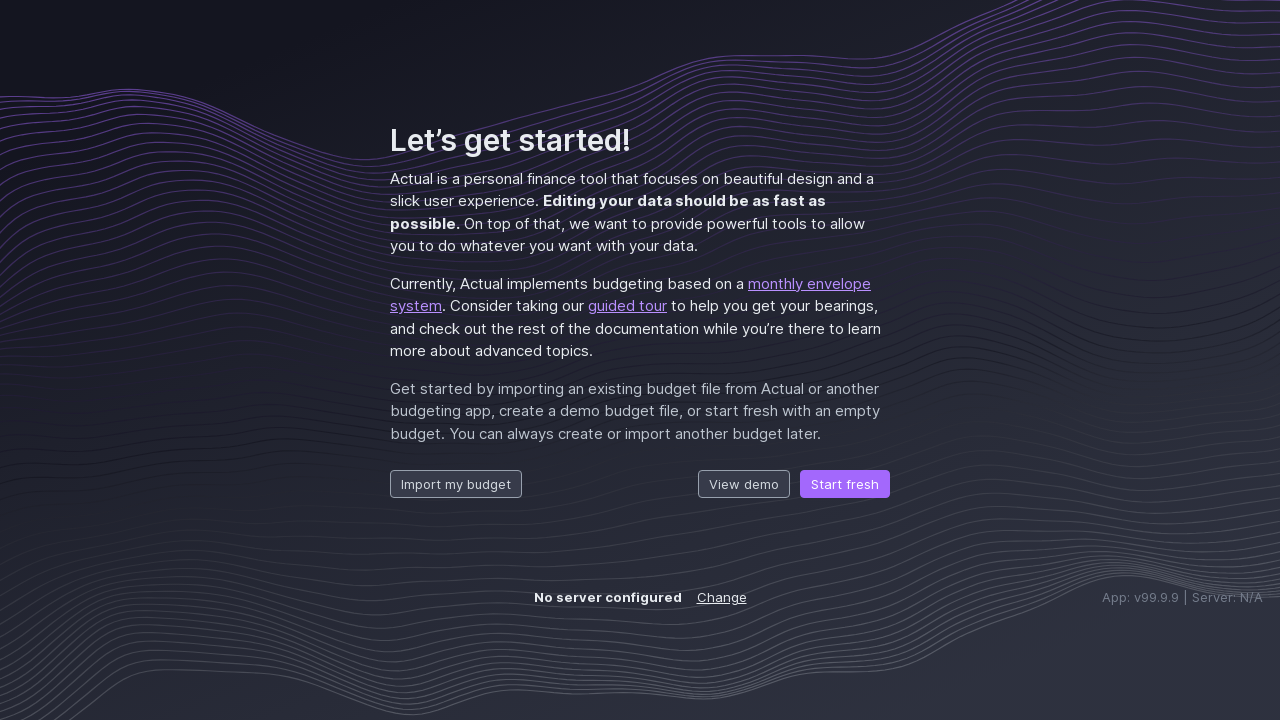 Let’s get started!
Actual is a personal finance tool that focuses on beautiful design and a
slick user experience. Editing your data should be as fast as
possible. On top of that, we want to provide powerful tools to allow
you to do whatever you want with your data.
Currently, Actual implements budgeting based on a monthly envelope
system. Consider taking our guided tour to help you get your bearings,
and check out the rest of the documentation while you’re there to learn
more about advanced topics.
Get started by importing an existing budget file from Actual or another
budgeting app, create a demo budget file, or start fresh with an empty
budget. You can always create or import another budget later.
Import my budget View demo Start fresh
No server configured Change App: v99.9.9 | Server: N/A